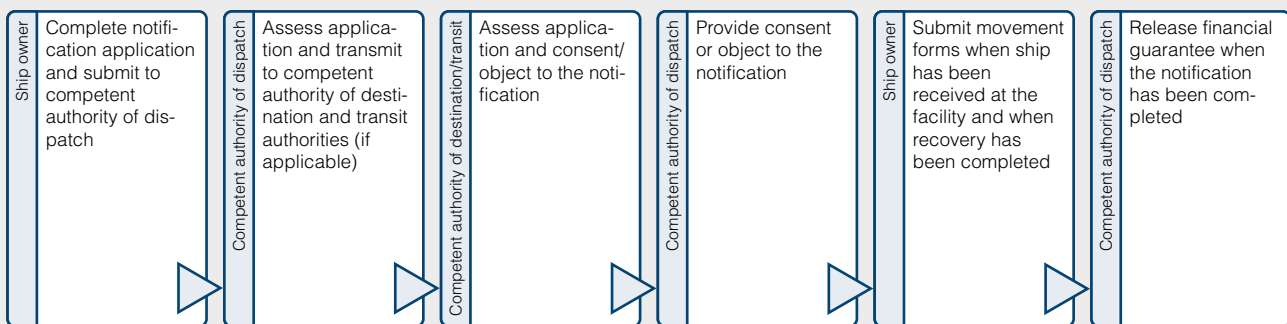 Ship owner
Complete notifi-
cation application
and submit to
competent
authority of dis-
patch
Competent authority of dispatch
Assess applica-
tion and transmit
to competent
authority of desti-
nation and transit
authorities (if
applicable)
Competent authority of destination/transit
Assess applica-
tion and consent/
object to the noti-
fication
Competent authority of dispatch
Provide consent
or object to the
notification
Ship owner
Submit movement
forms when ship
has been
received at the
facility and when
recovery has
been completed
Competent authority of dispatch
Release financial
guarantee when
the notification
has been com-
pleted